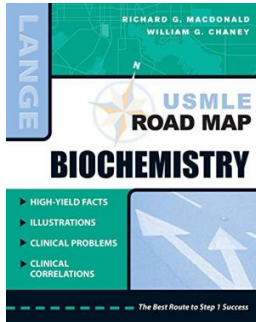 RICHARD G. MACDONALD
WILLIAM G. CHANEY
LANGE
N
USMLE
ROAD MAP
BIOCHEMISTRY
HIGH-YIELD FACTS
ILLUSTRATIONS
CLINICAL PROBLEMS
CLINICAL
CORRELATIONS
The Best Route to Step 1 Success